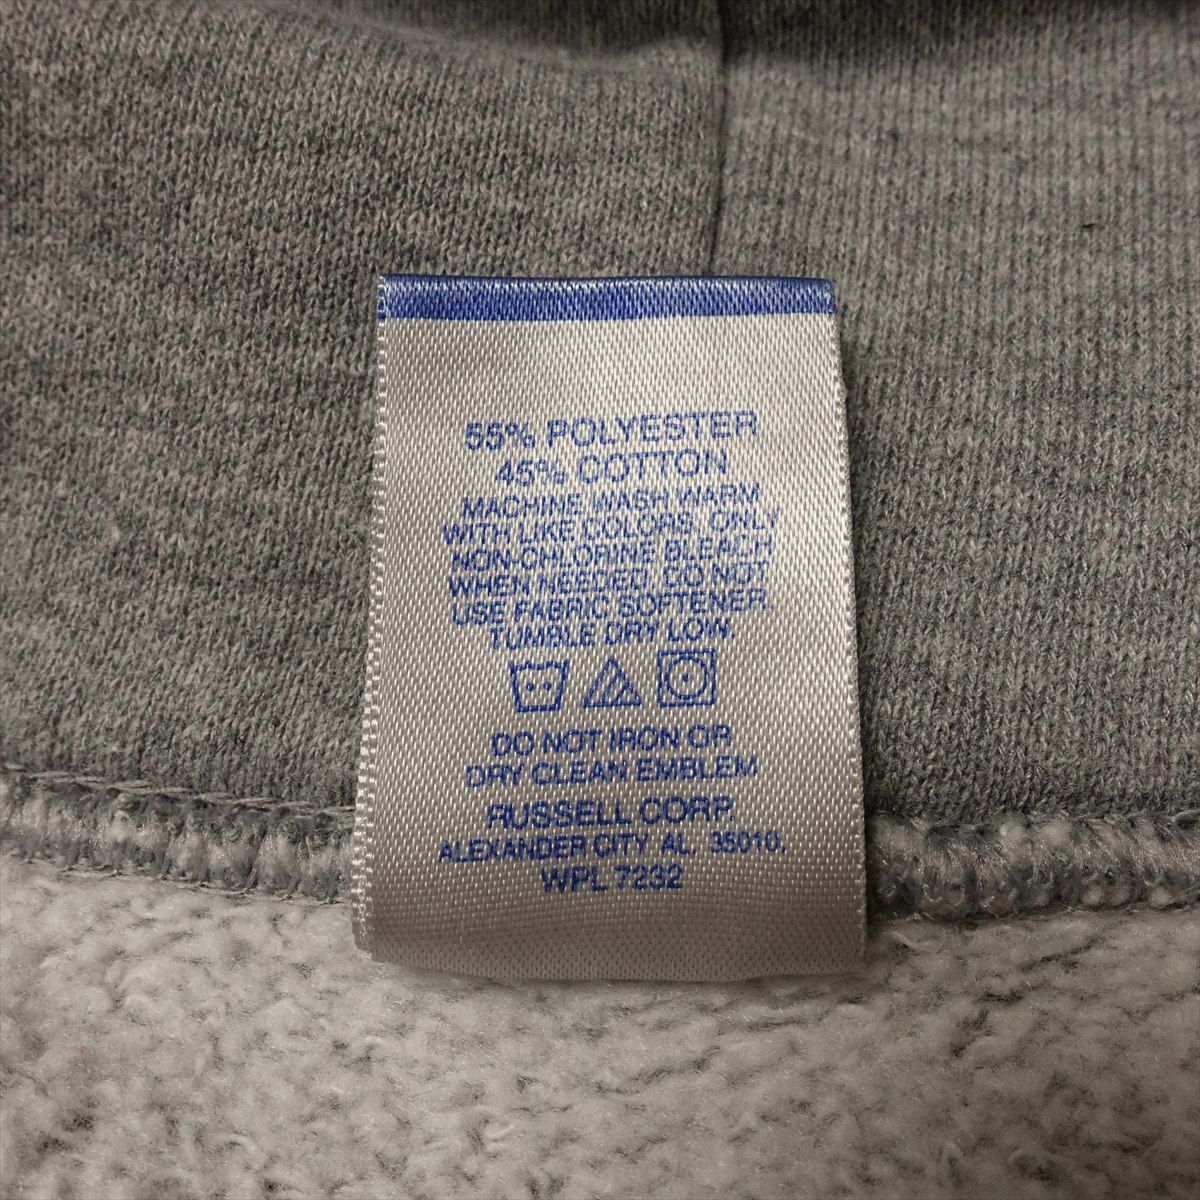 55% POLYESTER
45% COTTON
MACHINE WASH WARM
WITH LIKE COLORS, ONLY
NON-CHLORINE BLEACH
WHEN NEEDED. DO NOT
USE FABRIC SOFTENER.
TUMBLE DRY LOW.
DO NOT IRON OR
DRY CLEAN EMBLEM
RUSSELL CORP.
ALEXANDER CITY AL 35010,
WPL 7232